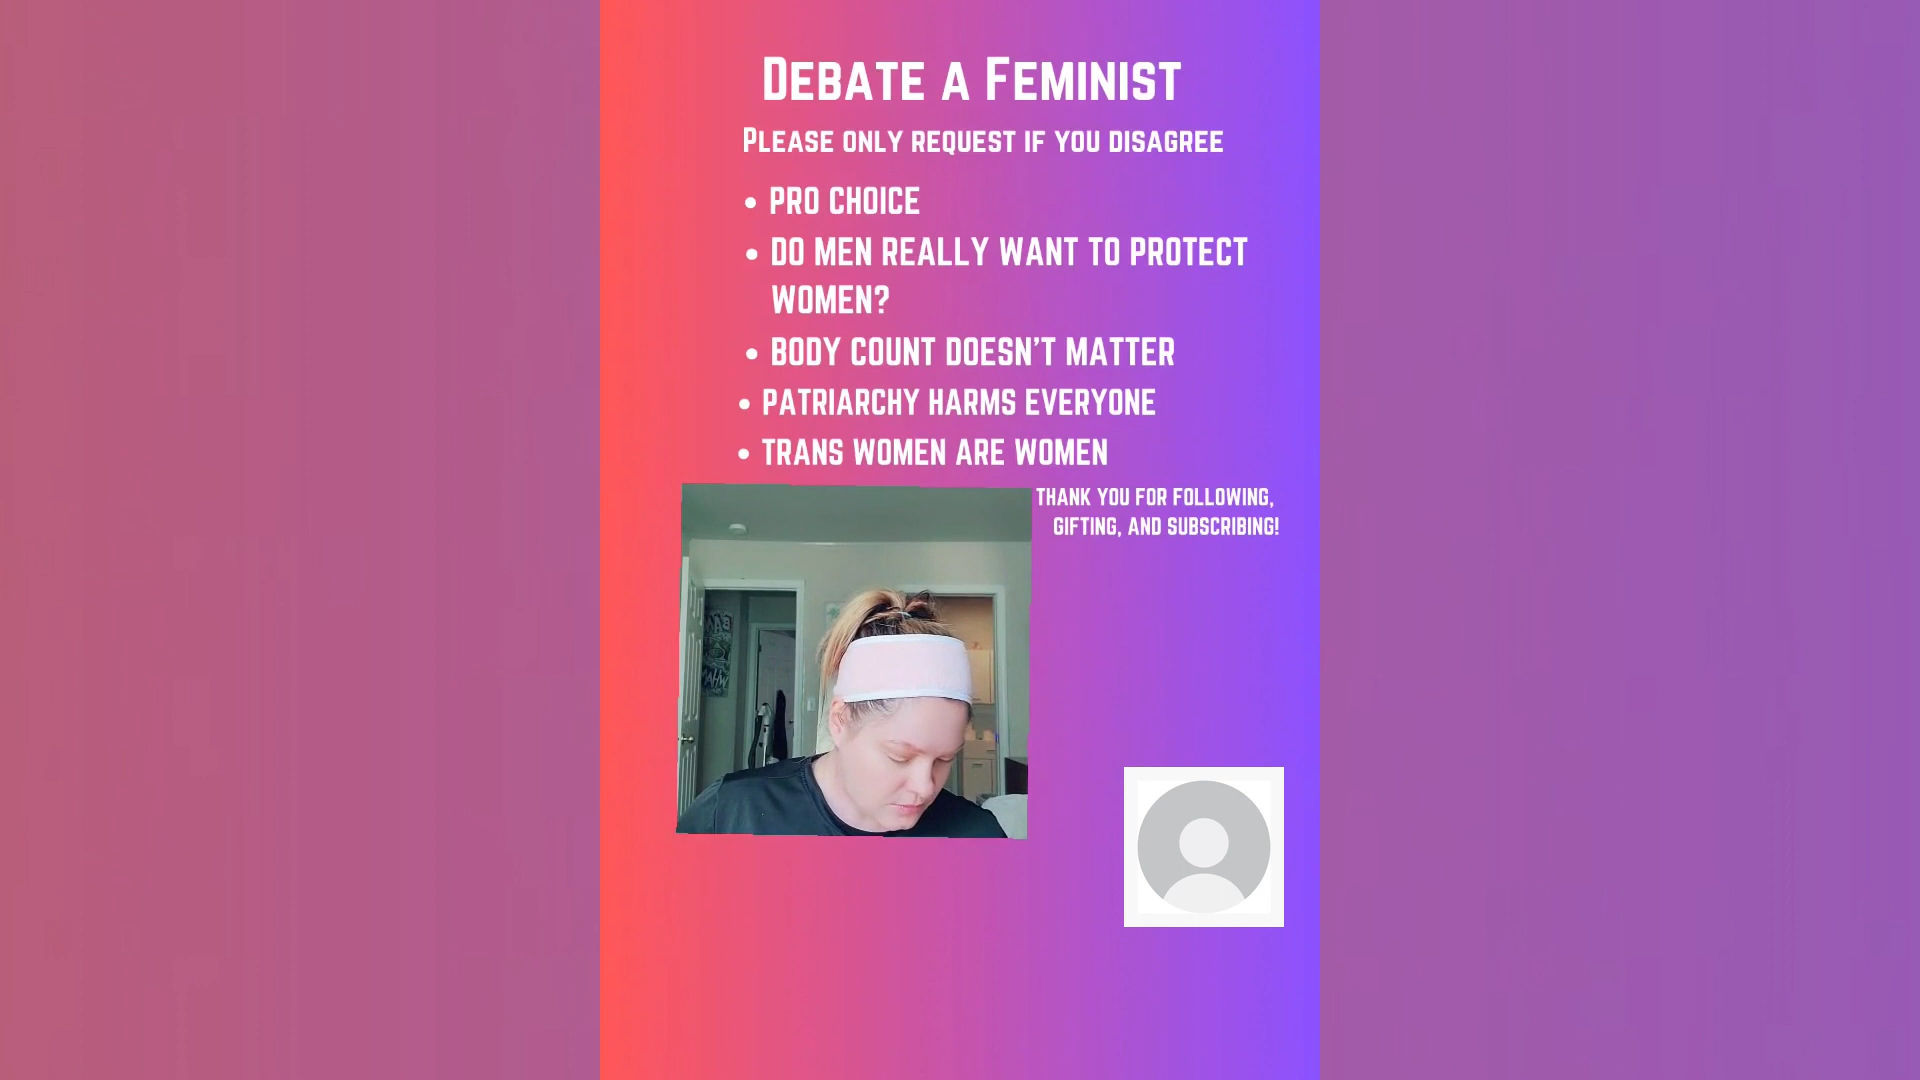 Debate a Feminist
Please only request if you disagree
• PRO CHOICE
• DO MEN REALLY WANT TO PROTECT
WOMEN?
• BODY COUNT DOESN'T MATTER
• PATRIARCHY HARMS EVERYONE
• TRANS WOMEN ARE WOMEN
THANK YOU FOR FOLLOWING,
GIFTING, AND SUBSCRIBING!